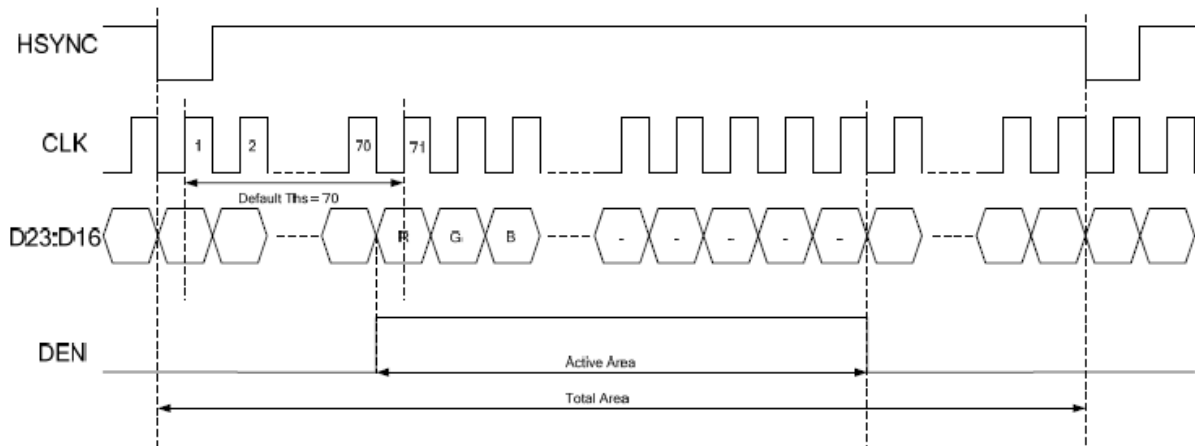 HSYNC
CLK
1
2
70
71
Default Ths = 70
D23:D16
R
G
B
-
-
-
-
-
DEN
Active Area
Total Area